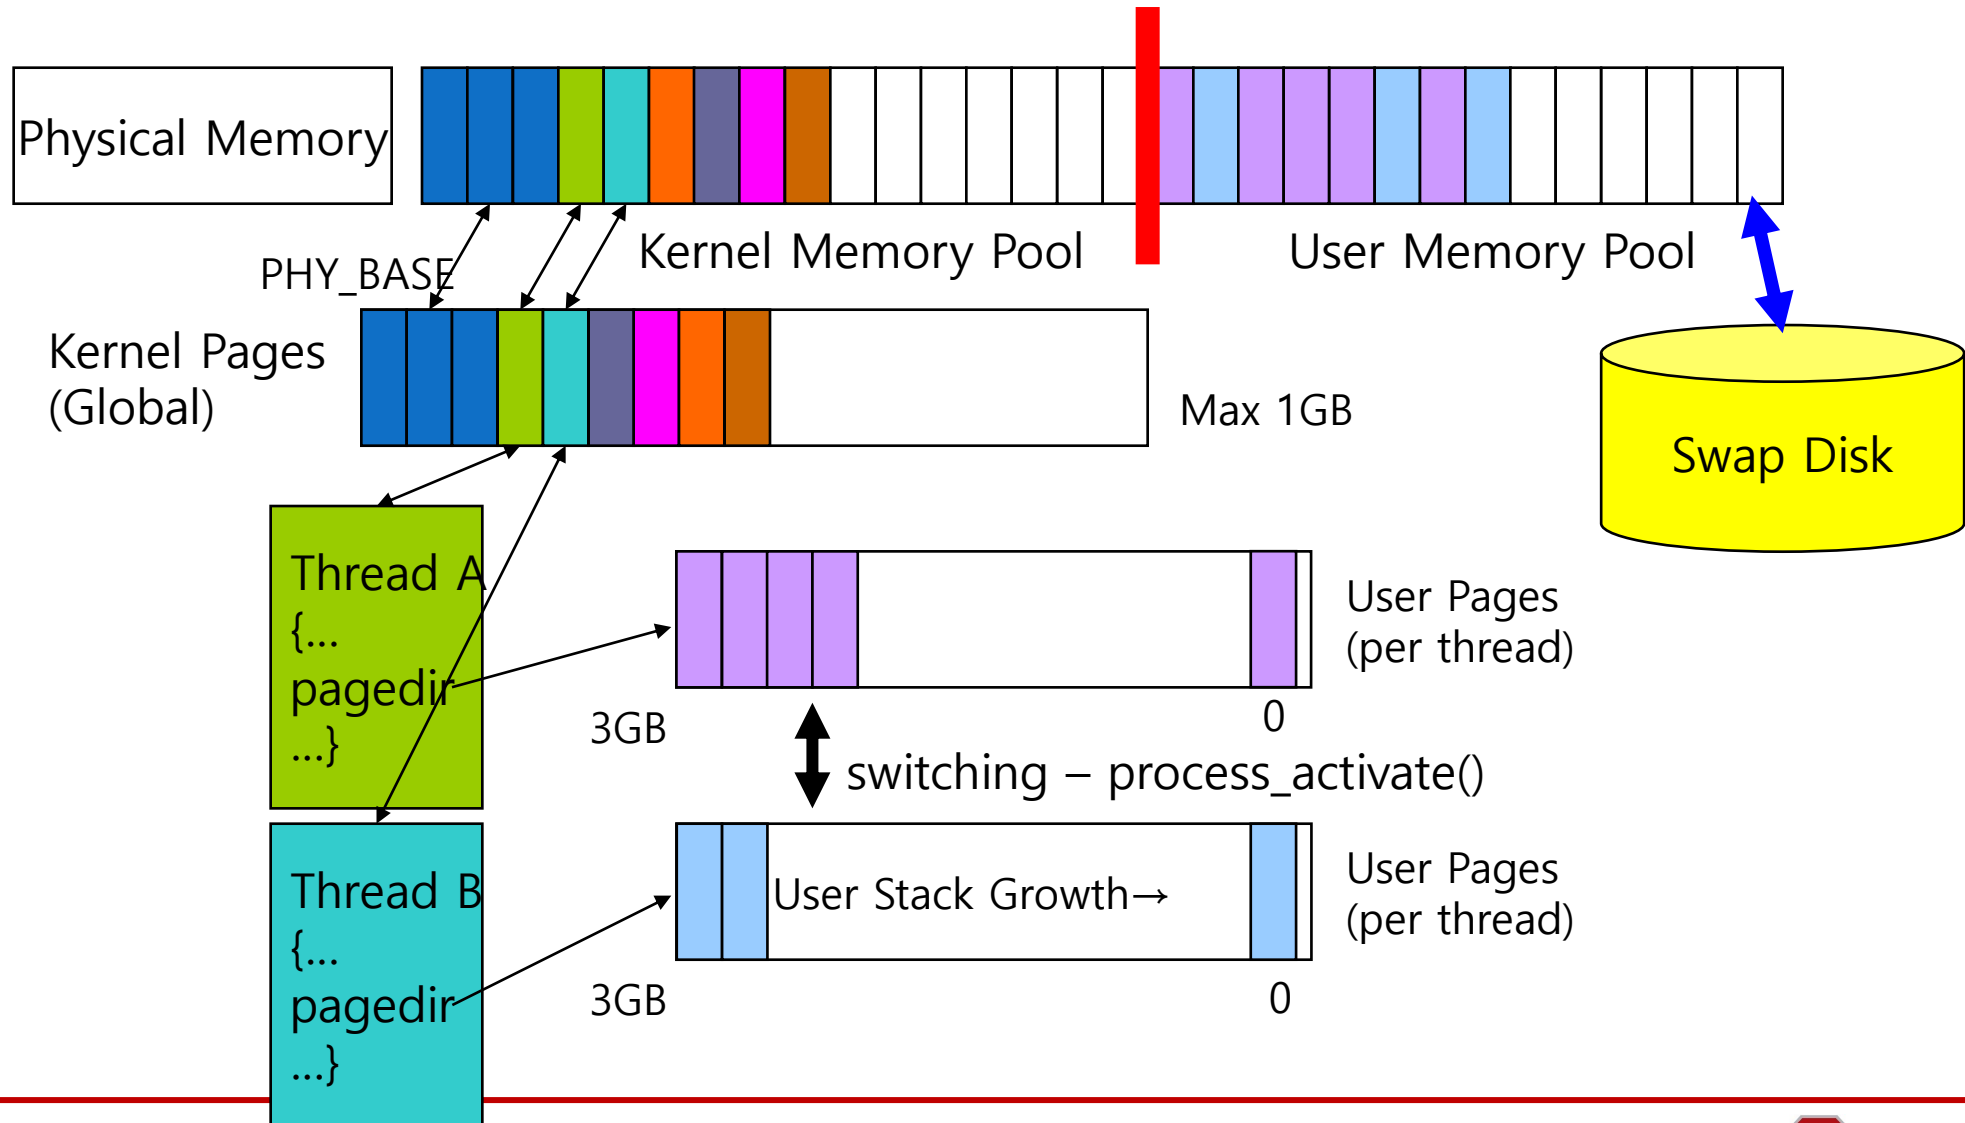 Physical Memory
Kernel Memory Pool
User Memory Pool
PHY_BASE
Kernel Pages
(Global)
Max 1GB
Swap Disk
Thread A
{...
pagedir
...}
User Pages
(per thread)
3GB
0
switching – process_activate()
Thread B
{...
pagedir
...}
User Stack Growth→
User Pages
(per thread)
3GB
0